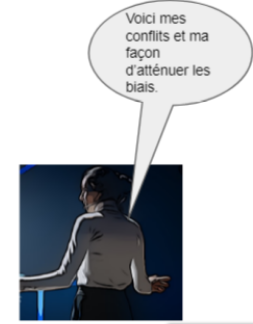 Voici mes
conflits et ma
façon
d'atténuer les
biais.